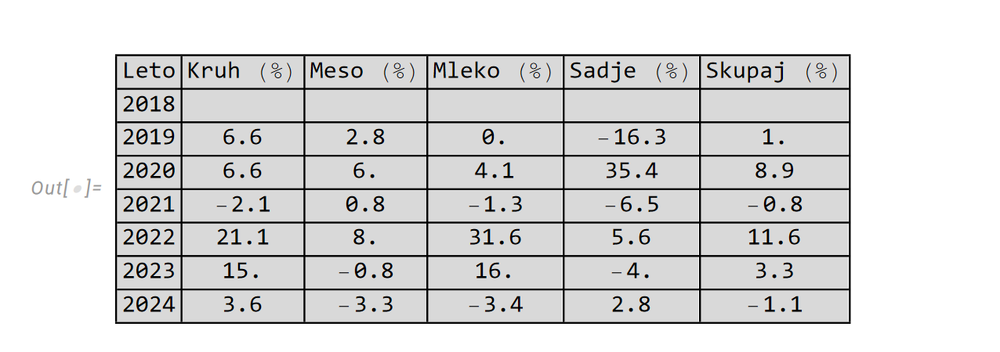 Leto Kruh (%) Meso (%) Mleko (%) Sadje (%) Skupaj (%)
2018
2019 6.6 2.8 0. -16.3 1.
2020 6.6 6. 4.1 35.4 8.9
Out[•]=
2021 -2.1 0.8 -1.3 -6.5 -0.8
2022 21.1 8. 31.6 5.6 11.6
2023 15. -0.8 16. -4. 3.3
2024 3.6 -3.3 -3.4 2.8 -1.1